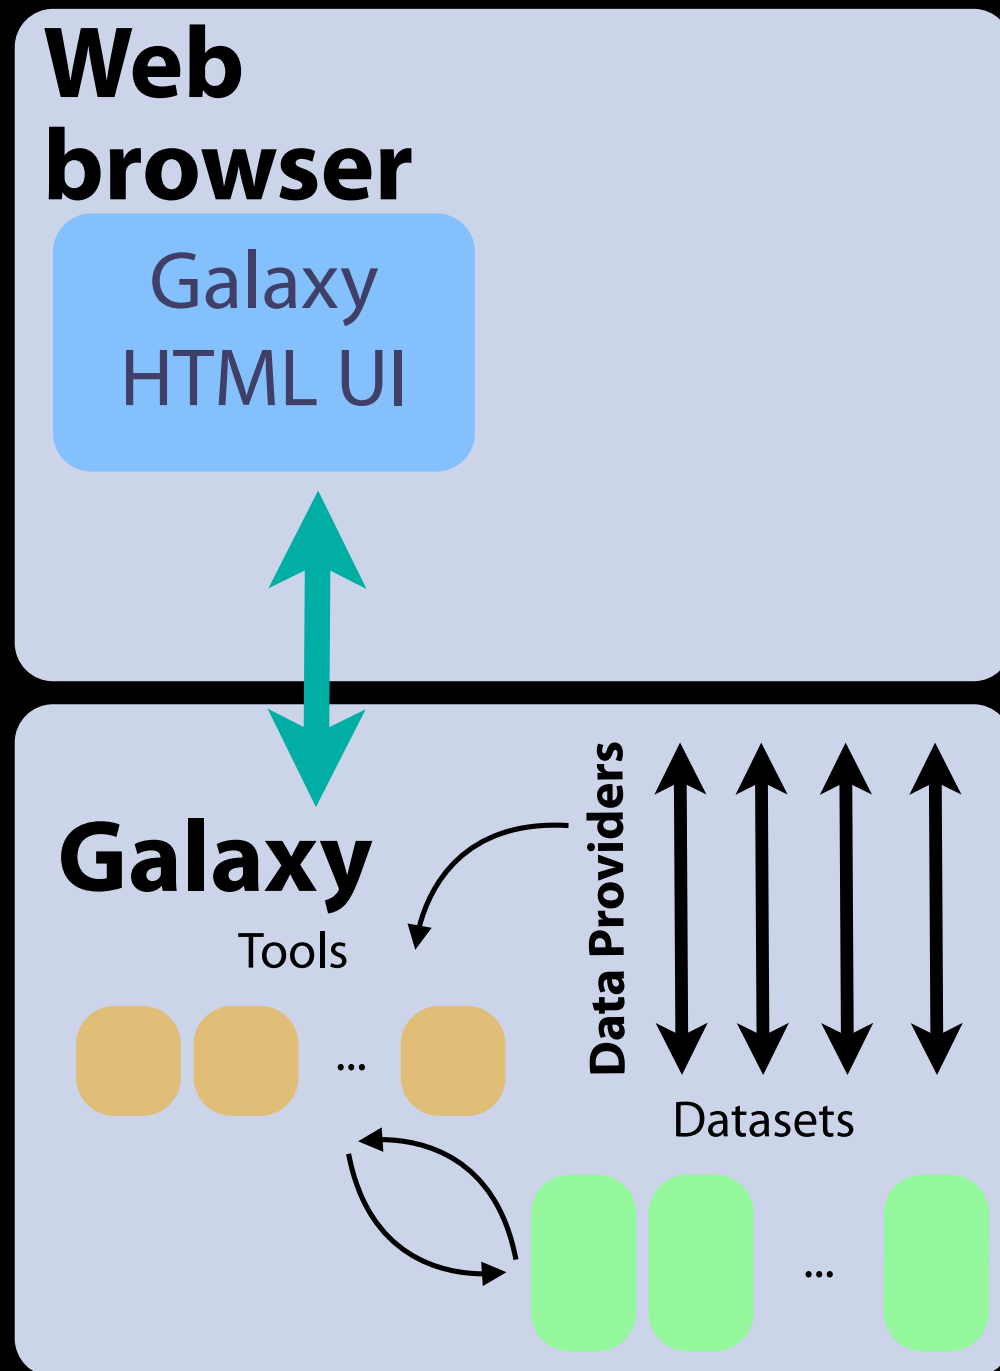 Web
browser
Galaxy
HTML UI
Galaxy
Tools
...
Data Providers
Datasets
...